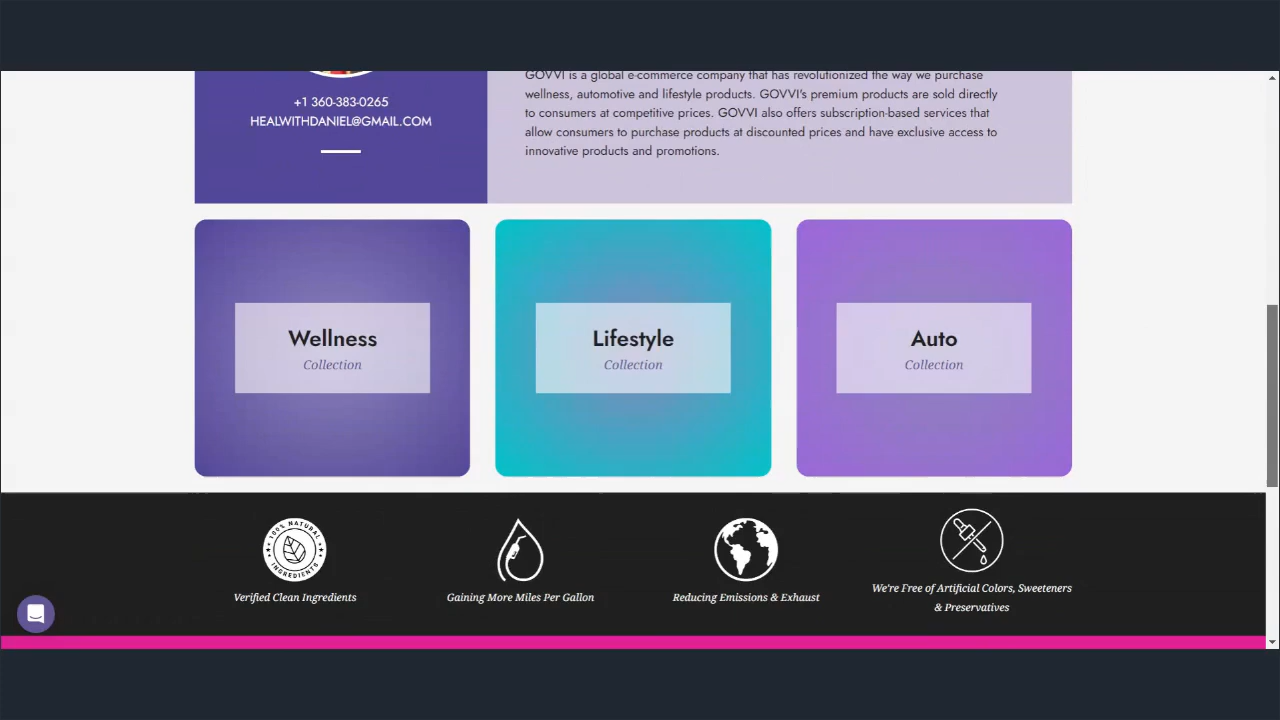 +1 360-383-0265
HEALWITHDANIEL@GMAIL.COM
GOVVI is a global e-commerce company that has revolutionized the way we purchase
wellness, automotive and lifestyle products. GOVVI's premium products are sold directly
to consumers at competitive prices. GOVVI also offers subscription-based services that
allow consumers to purchase products at discounted prices and have exclusive access to
innovative products and promotions.
Wellness
Collection
Lifestyle
Collection
Auto
Collection
100% NATURAL
INGREDIENTS
Verified Clean Ingredients
Gaining More Miles Per Gallon
Reducing Emissions & Exhaust
We're Free of Artificial Colors, Sweeteners
& Preservatives